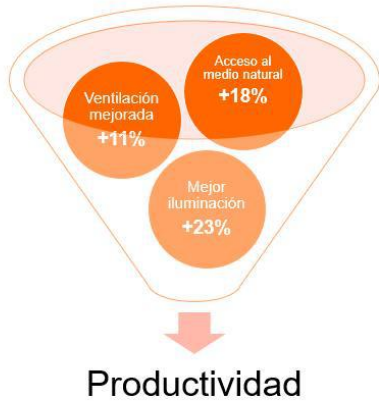 Acceso al
medio natural
+18%
Ventilación
mejorada
+11%
Mejor
iluminación
+23%
Productividad